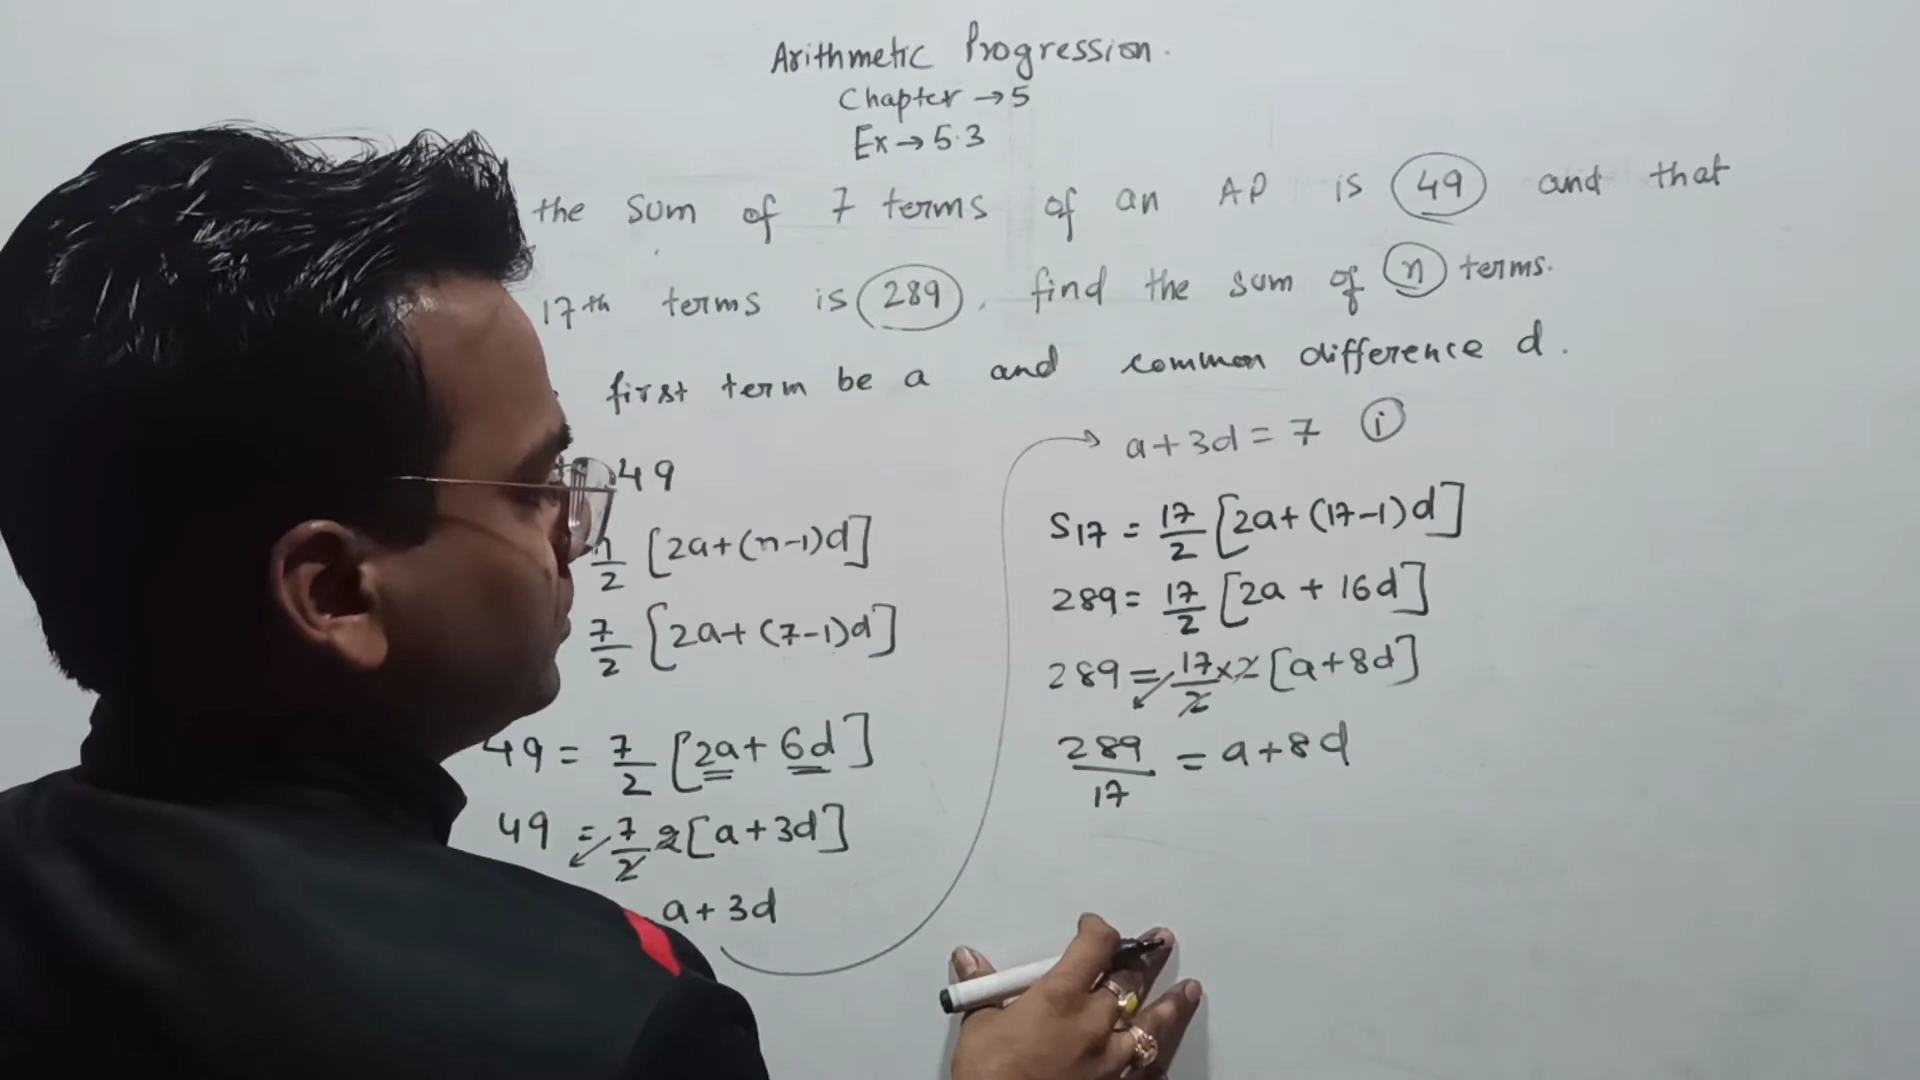 Arithmetic Progression.
Chapter → 5
Ex → 5.3
the sum of 7 terms of an AP is 49 and that
17th terms is 289, find the sum of n terms.
first term be a and common difference d.
49
n/2 [2a+(n-1)d]
7/2 [2a+(7-1)d]
49 = 7/2 [2a+6d]
49 = 7/2 2[a+3d]
a+3d
a+3d=7 (i)
S17 = 17/2 [2a+(17-1)d]
289 = 17/2 [2a+16d]
289 = 17/2 ×2 [a+8d]
289/17 = a+8d